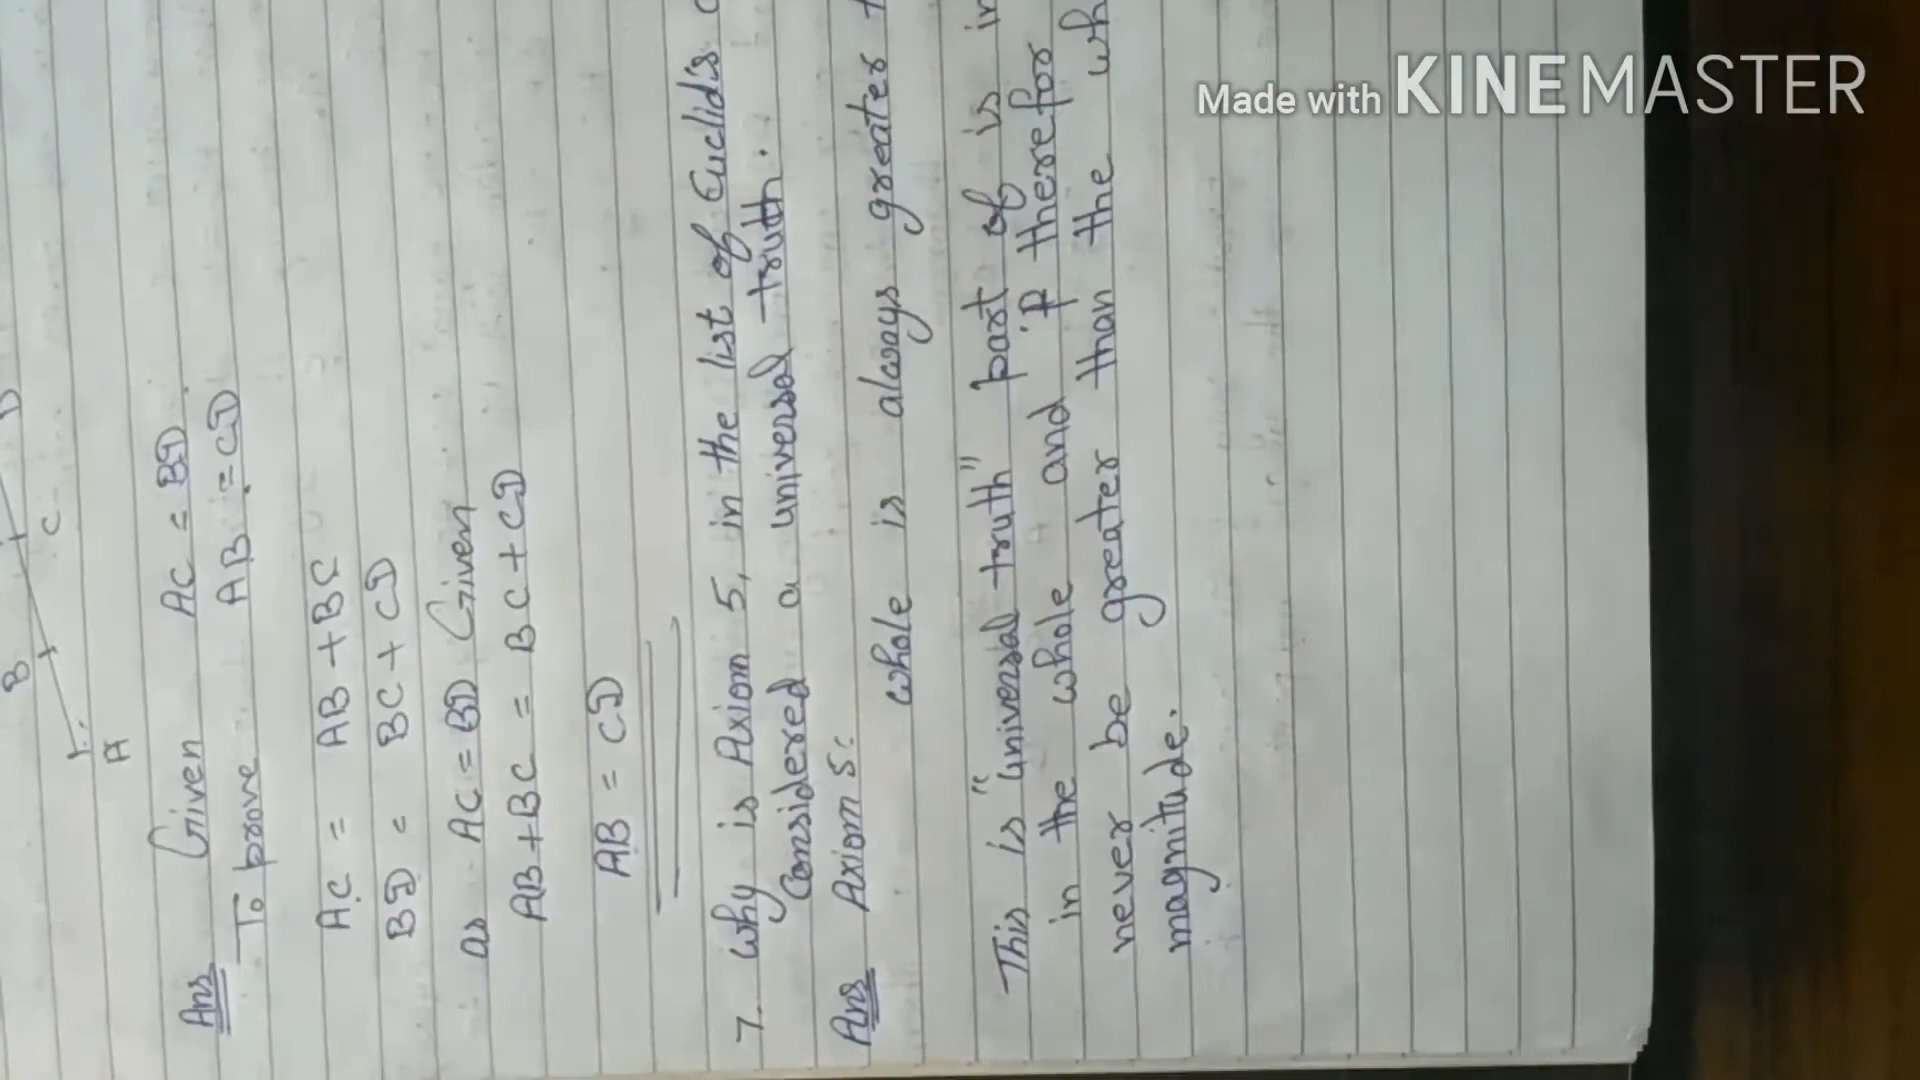 B
C
A
Ans Given AC = BD
To prove AB = CD
AC = AB + BC
BD = BC + CD
as AC = BD Given
AB + BC = BC + CD
AB = CD
7. why is Axiom 5, in the list of Euclid's
Considered a universal truth.
Ans Axiom 5:
whole is always greater
This is "universal truth" part of is
in the whole and if therefor
never be greater than the wh
magnitude.
Made with KINEMASTER